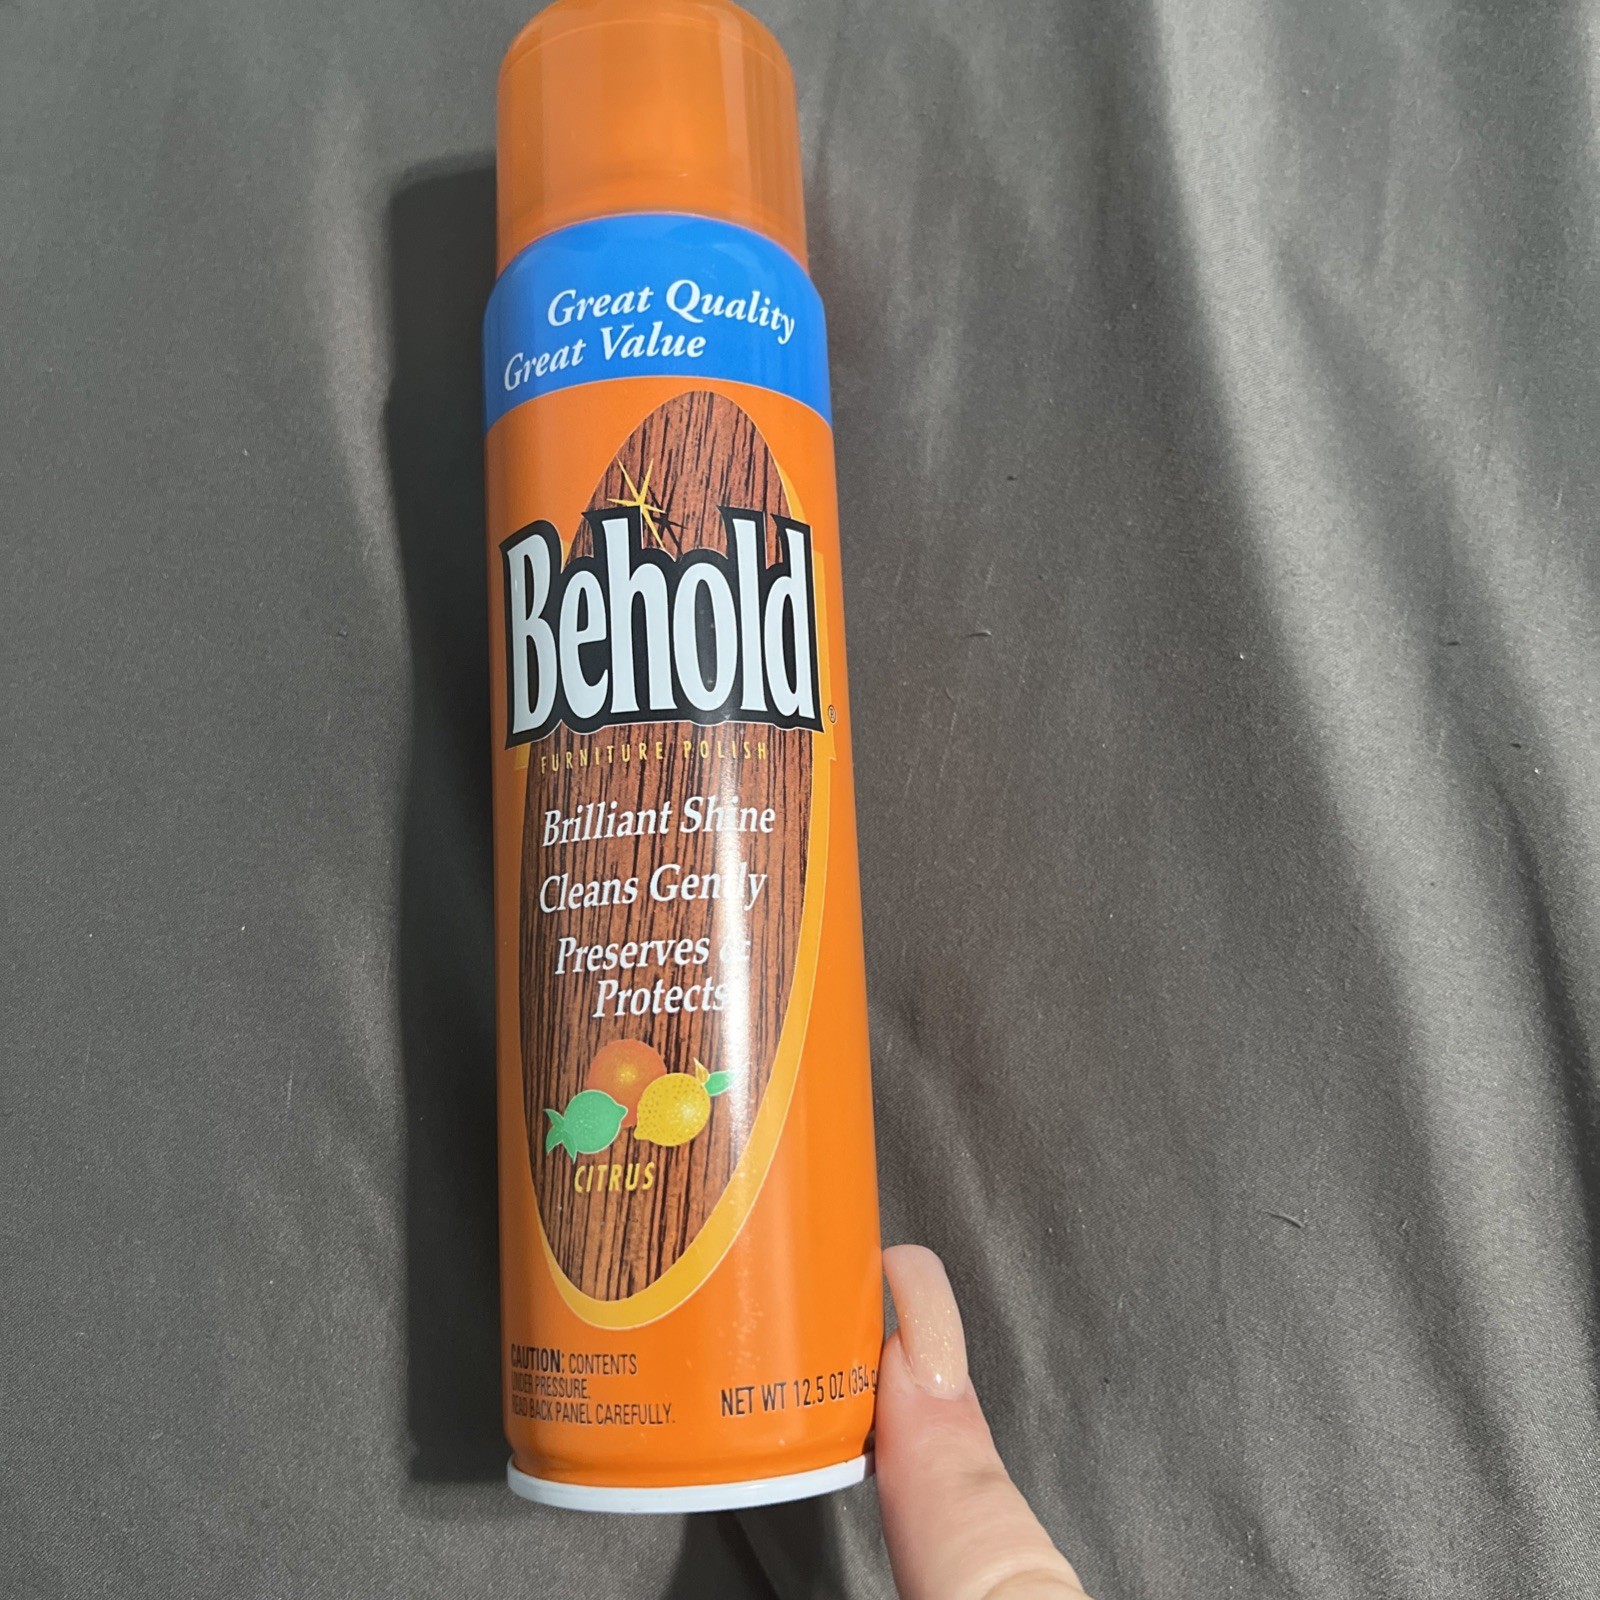 Great Quality
Great Value
Behold®
FURNITURE POLISH
Brilliant Shine
Cleans Gently
Preserves &
Protects
CITRUS
CAUTION: CONTENTS
UNDER PRESSURE.
READ BACK PANEL CAREFULLY.
NET WT 12.5 OZ (354 g